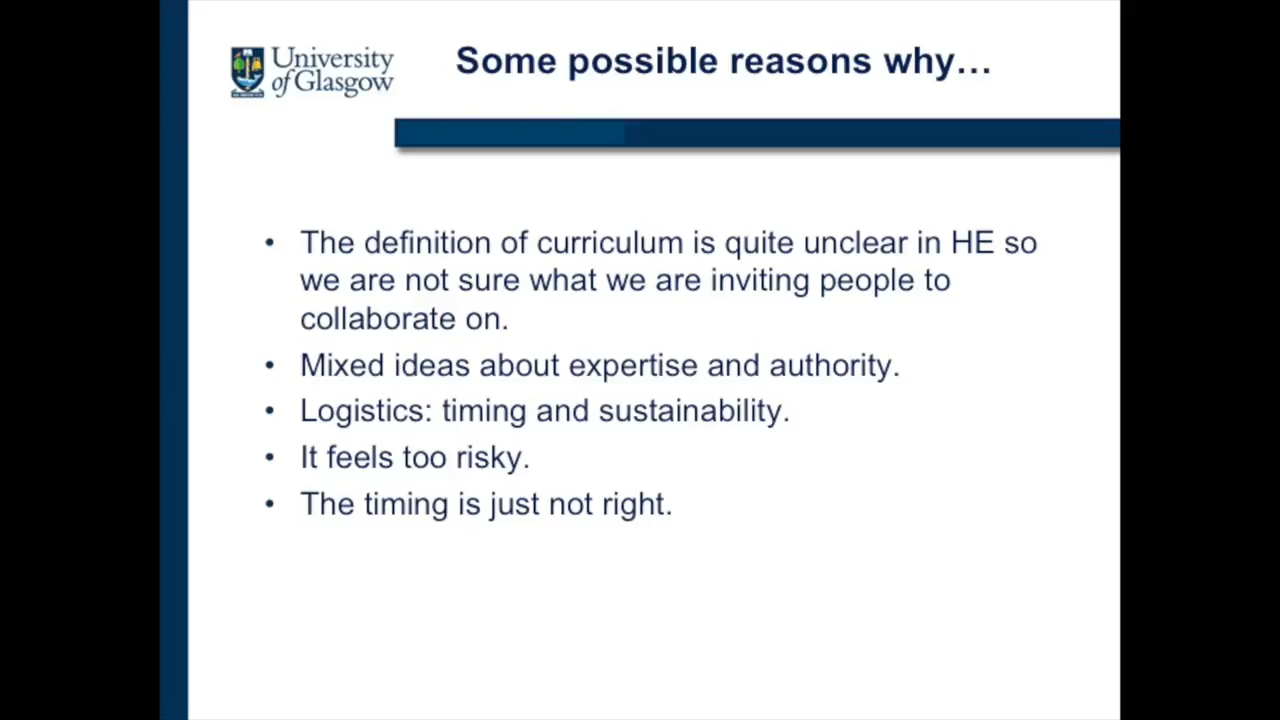 University
of Glasgow
Some possible reasons why…
• The definition of curriculum is quite unclear in HE so
we are not sure what we are inviting people to
collaborate on.
• Mixed ideas about expertise and authority.
• Logistics: timing and sustainability.
• It feels too risky.
• The timing is just not right.